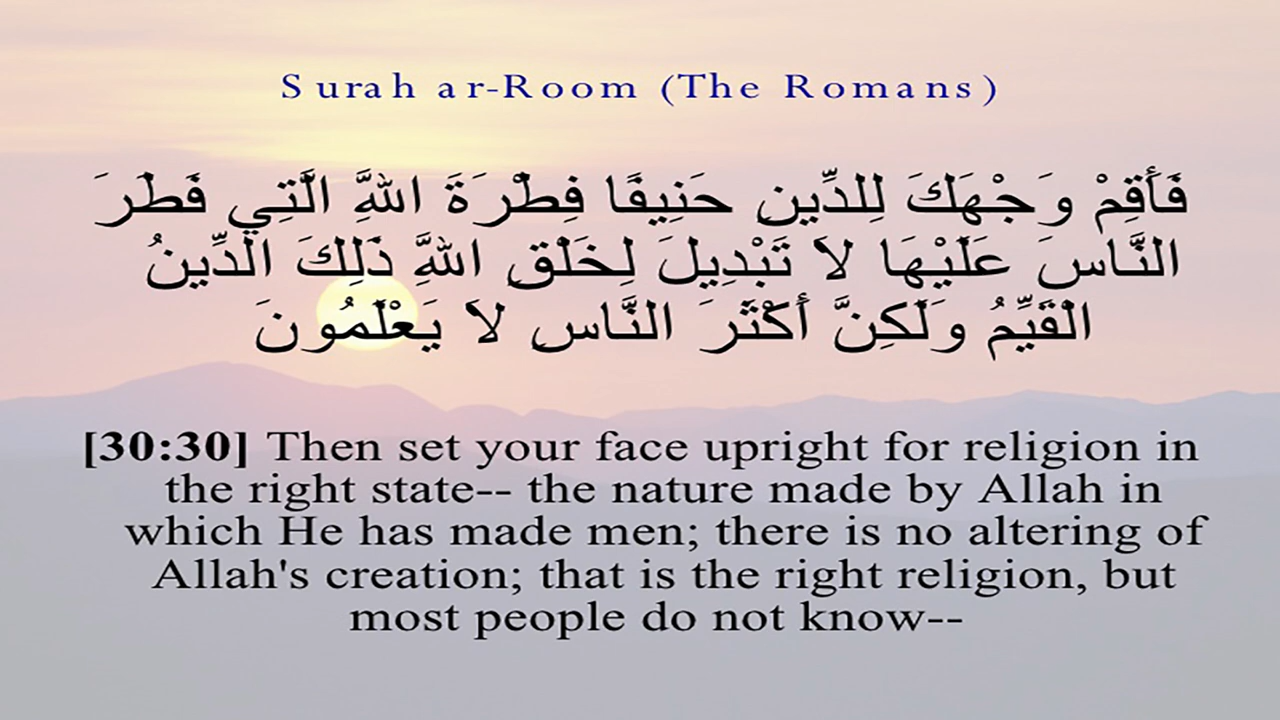 Surah ar-Room (The Romans)
فَأَقِمْ وَجْهَكَ لِلدِّينِ حَنِيفًا فِطْرَةَ اللَّهِ الَّتِي فَطَرَ
النَّاسَ عَلَيْهَا لاَ تَبْدِيلَ لِخَلْقِ اللَّهِ ذَلِكَ الدِّينُ
الْقَيِّمُ وَلَكِنَّ أَكْثَرَ النَّاسِ لاَ يَعْلَمُونَ
[30:30] Then set your face upright for religion in
the right state-- the nature made by Allah in
which He has made men; there is no altering of
Allah's creation; that is the right religion, but
most people do not know--